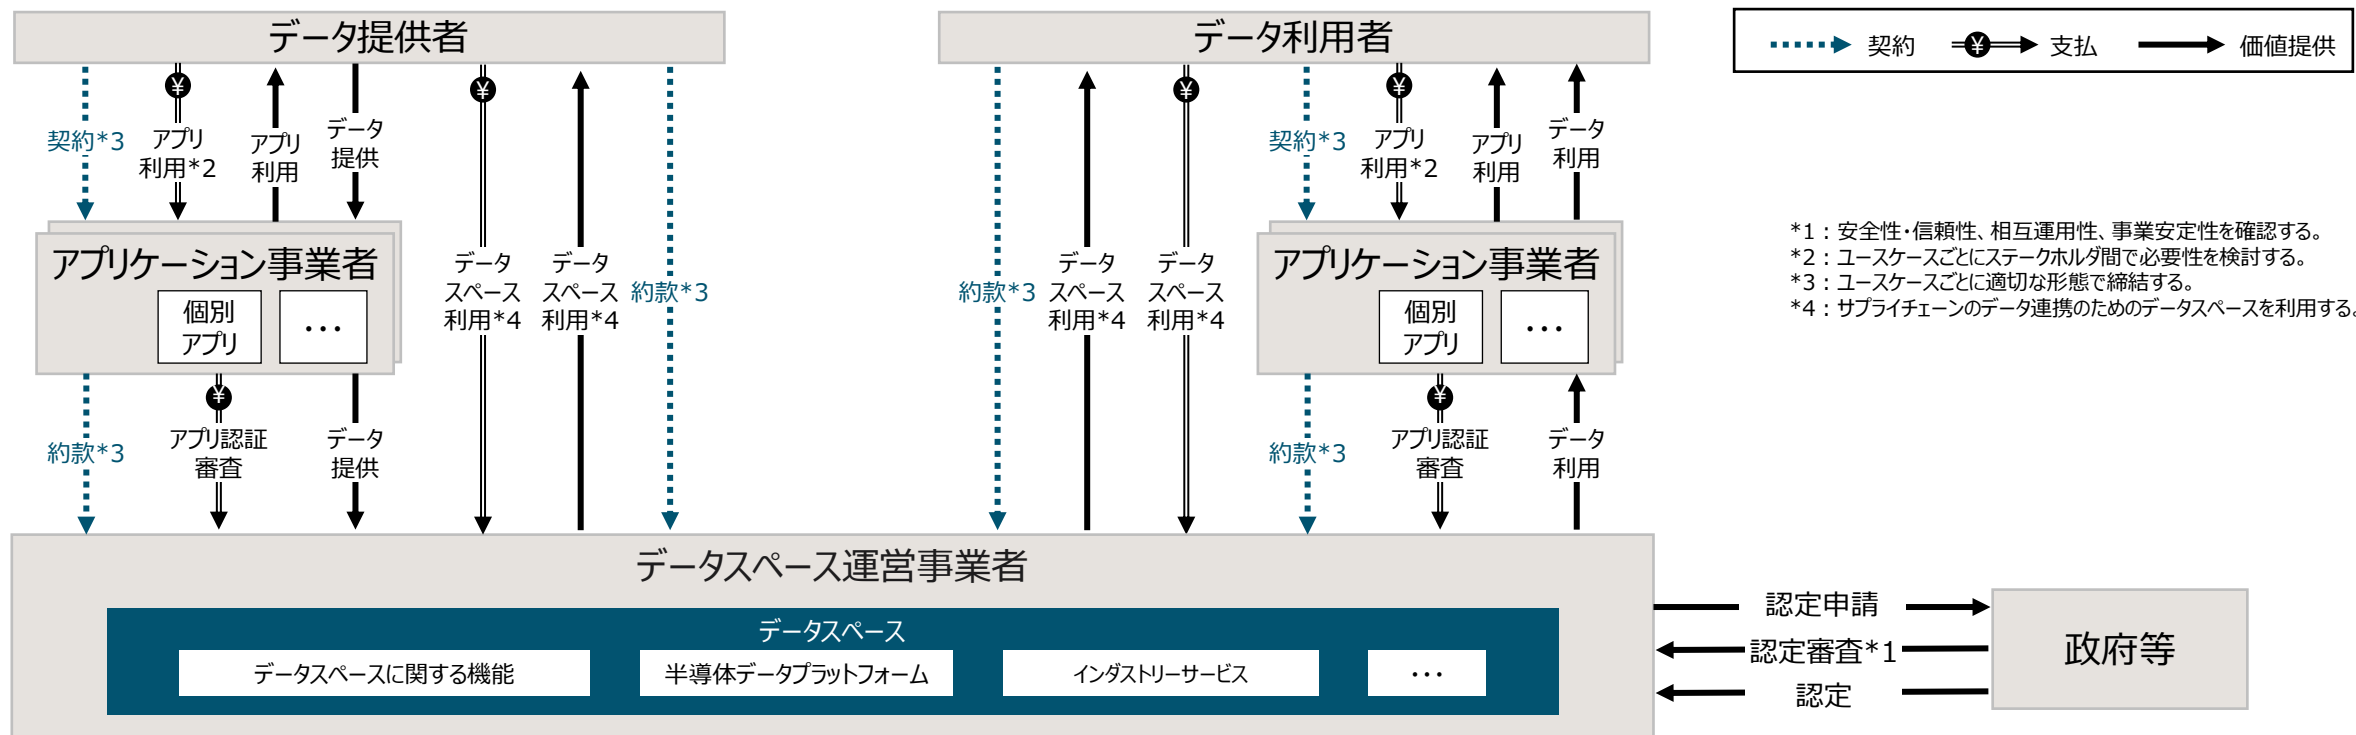 データ提供者
データ利用者
契約
¥
支払
価値提供
¥
¥
¥
¥
契約*3
アプリ
利用*2
アプリ
利用
データ
提供
契約*3
アプリ
利用*2
アプリ
利用
データ
利用
*1：安全性・信頼性、相互運用性、事業安定性を確認する。
*2：ユースケースごとにステークホルダ間で必要性を検討する。
*3：ユースケースごとに適切な形態で締結する。
*4：サプライチェーンのデータ連携のためのデータスペースを利用する。
アプリケーション事業者
個別
アプリ
・・・
データ
スペース
利用*4
データ
スペース
利用*4
約款*3
約款*3
データ
スペース
利用*4
データ
スペース
利用*4
アプリケーション事業者
個別
アプリ
・・・
¥
¥
約款*3
アプリ認証
審査
データ
提供
約款*3
アプリ認証
審査
データ
利用
データスペース運営事業者
データスペース
データスペースに関する機能
半導体データプラットフォーム
インダストリーサービス
・・・
認定申請
認定審査*1
認定
政府等